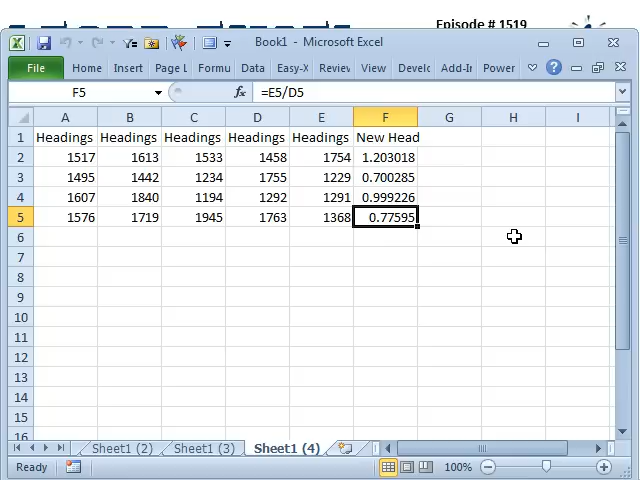 Episode # 1519
Book1 - Microsoft Excel
File Home Insert Page L Formu Data Easy-X Review View Develo Add-In Power
F5 fx =E5/D5
A B C D E F G H I
1 Headings Headings Headings Headings Headings New Head
2 1517 1613 1533 1458 1754 1.203018
3 1495 1442 1234 1755 1229 0.700285
4 1607 1840 1194 1292 1291 0.999226
5 1576 1719 1945 1763 1368 0.77595
6
7
8
9
10
11
12
13
14
15
16
Sheet1 (2) Sheet1 (3) Sheet1 (4)
Ready 100%